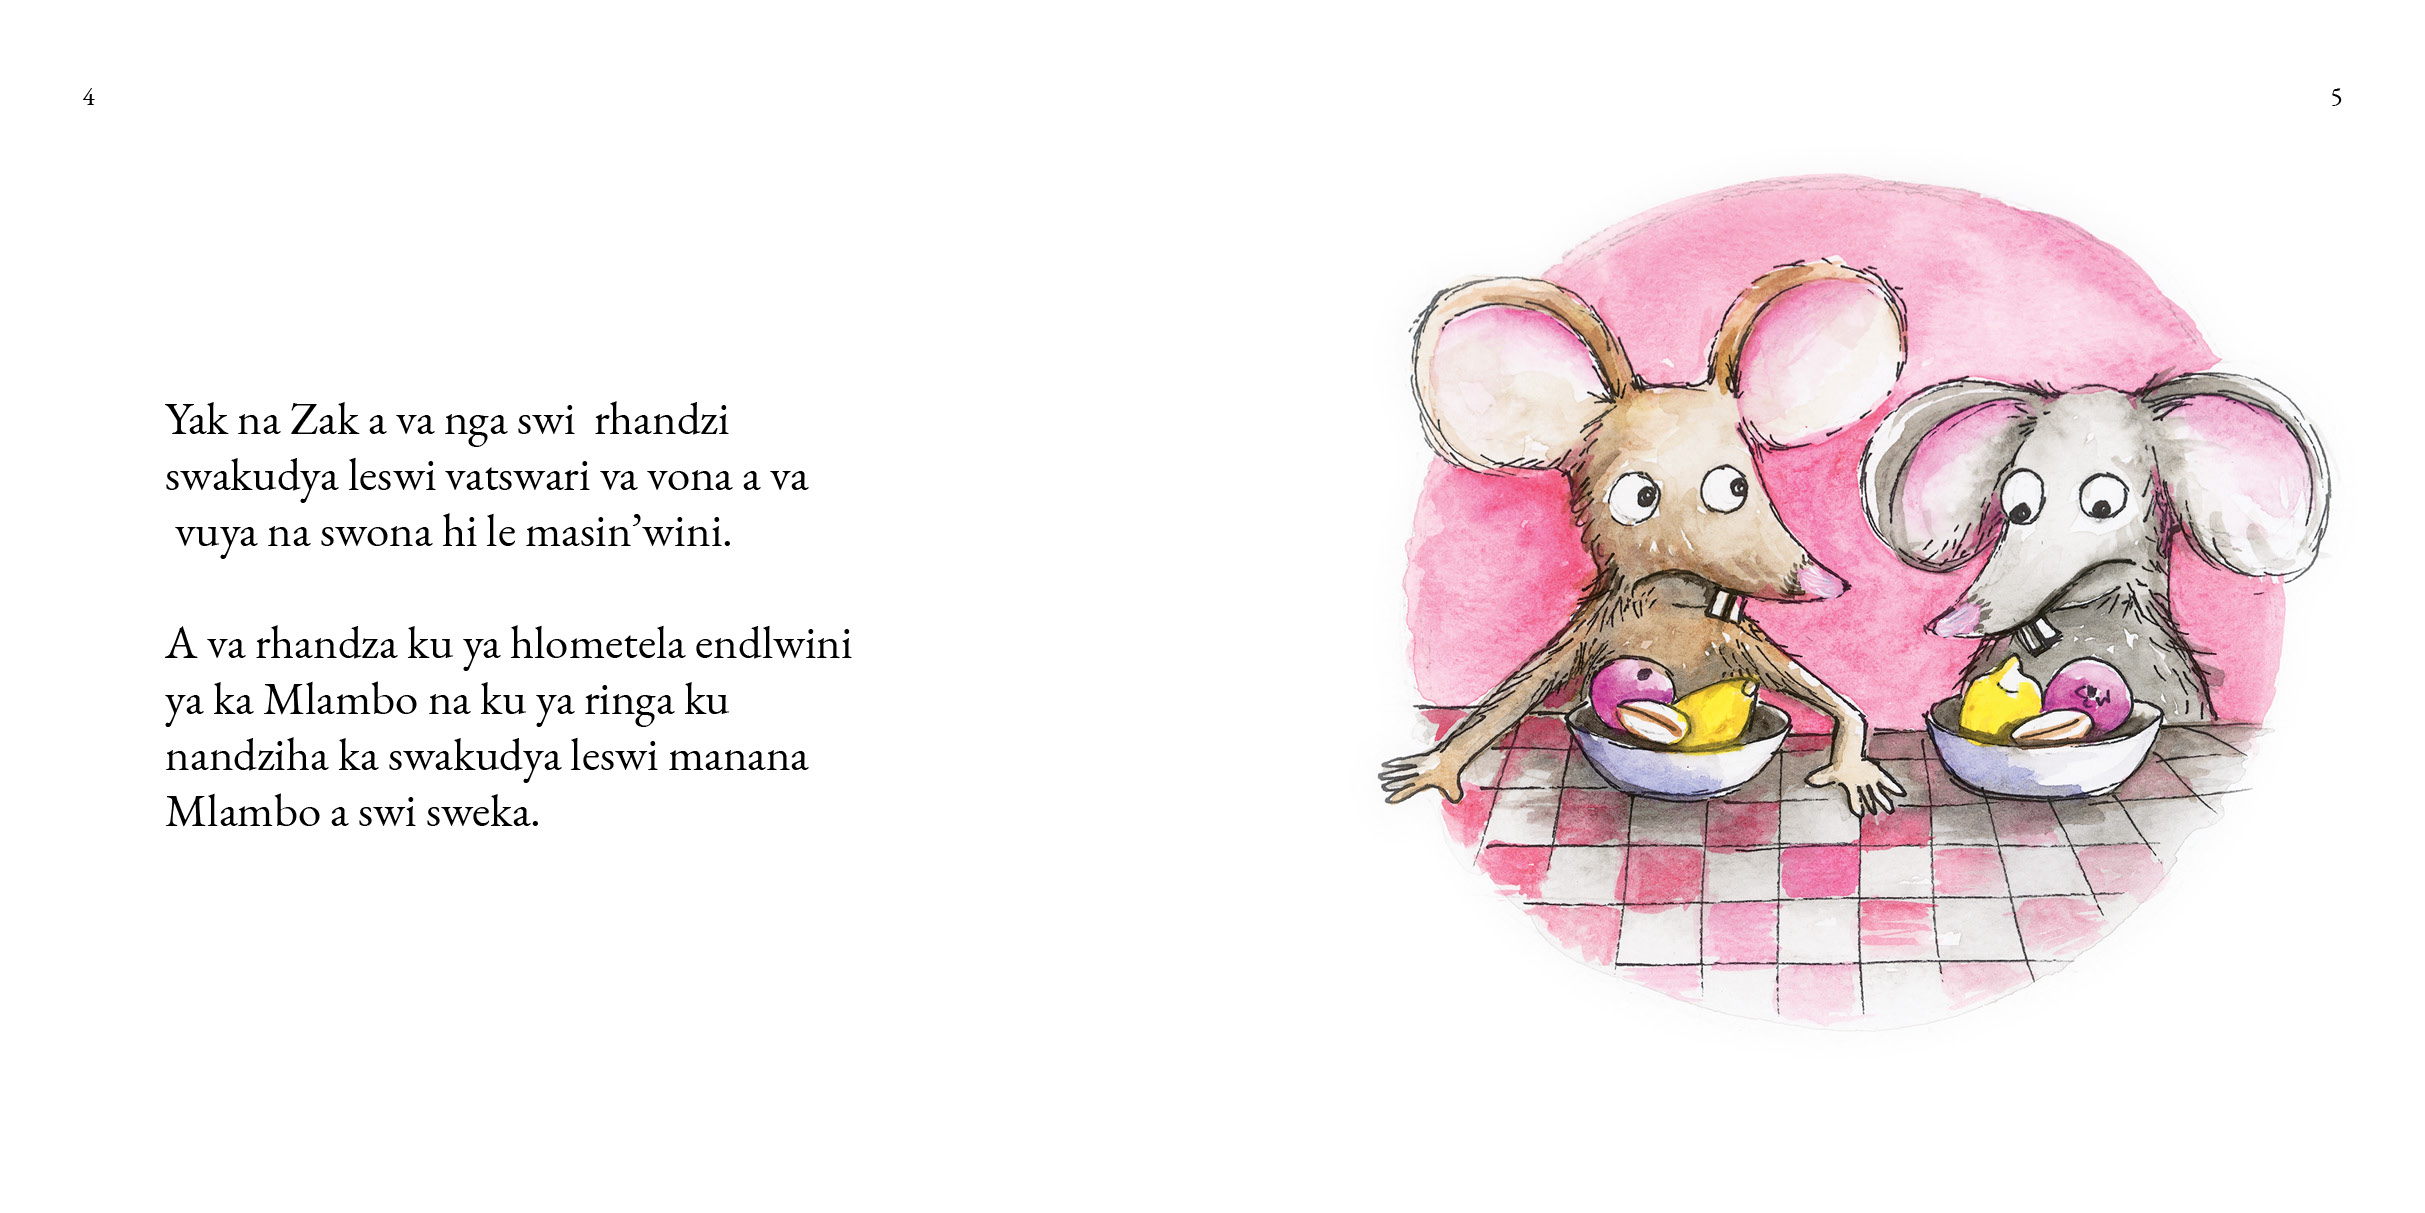 4
5
Yak na Zak a va nga swi rhandzi
swakudya leswi vatswari va vona a va
vuya na swona hi le masin’wini.
A va rhandza ku ya hlometela endlwini
ya ka Mlambo na ku ya ringa ku
nandziha ka swakudya leswi manana
Mlambo a swi sweka.